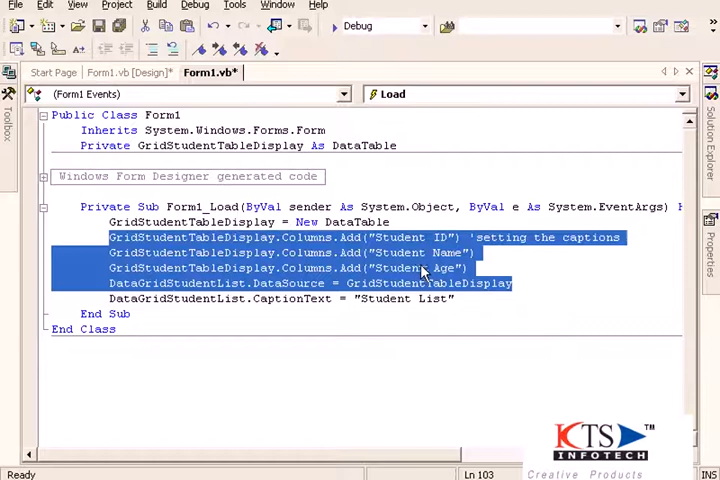 File Edit View Project Build Debug Tools Window Help
Debug
Start Page Form1.vb [Design]* Form1.vb*
(Form1 Events) Load
Toolbox
Solution Explorer
Properties
Public Class Form1
Inherits System.Windows.Forms.Form
Private GridStudentTableDisplay As DataTable
Windows Form Designer generated code
Private Sub Form1_Load(ByVal sender As System.Object, ByVal e As System.EventArgs) H
GridStudentTableDisplay = New DataTable
GridStudentTableDisplay.Columns.Add("Student ID") 'setting the captions
GridStudentTableDisplay.Columns.Add("Student Name")
GridStudentTableDisplay.Columns.Add("Student Age")
DataGridStudentList.DataSource = GridStudentTableDisplay
DataGridStudentList.CaptionText = "Student List"
End Sub
End Class
KTS TM
INFOTECH
Creative Products
Ready Ln 103 INS